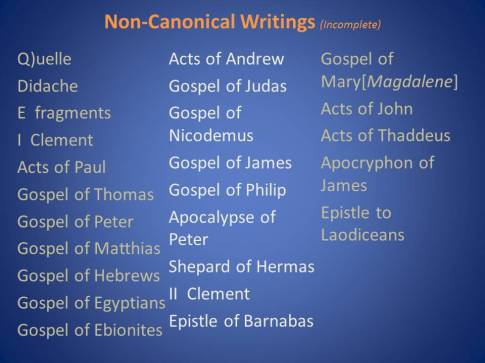 Non-Canonical Writings (Incomplete)
Q)uelle
Didache
E fragments
I Clement
Acts of Paul
Gospel of Thomas
Gospel of Peter
Gospel of Matthias
Gospel of Hebrews
Gospel of Egyptians
Gospel of Ebionites
Acts of Andrew
Gospel of Judas
Gospel of
Nicodemus
Gospel of James
Gospel of Philip
Apocalypse of
Peter
Shepard of Hermas
II Clement
Epistle of Barnabas
Gospel of
Mary[Magdalene]
Acts of John
Acts of Thaddeus
Apocryphon of
James
Epistle to
Laodiceans